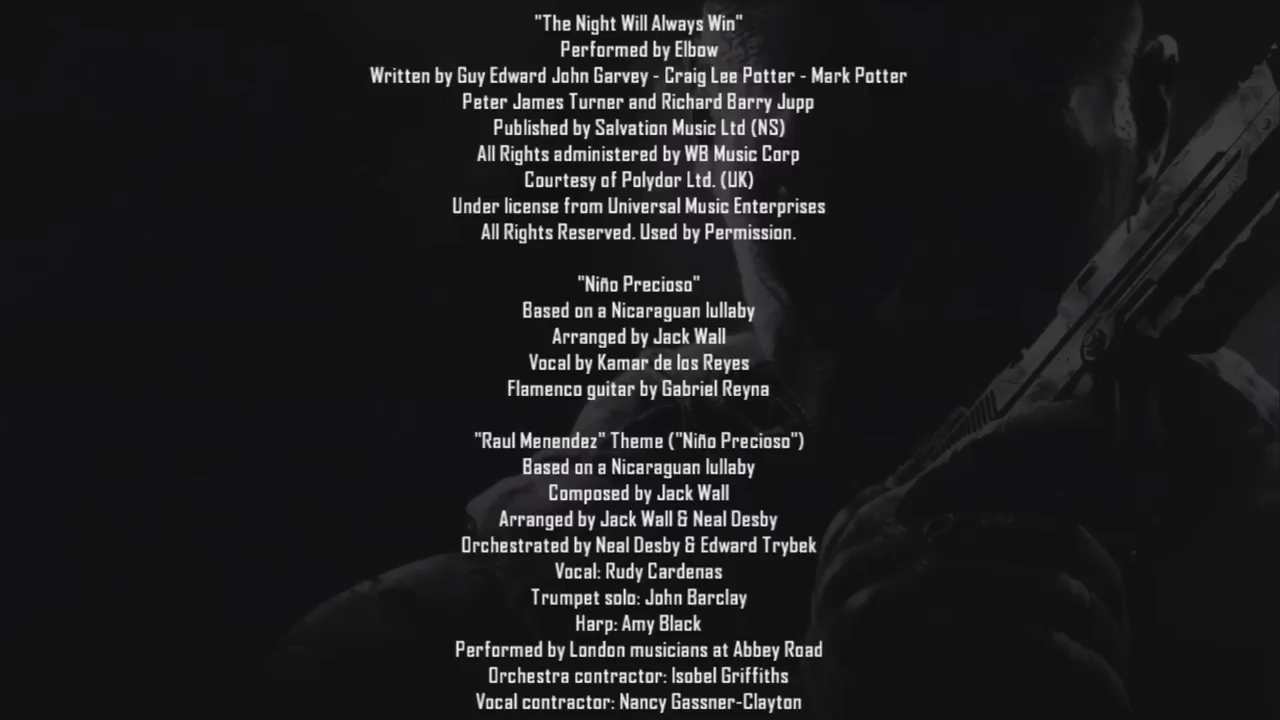 "The Night Will Always Win"
Performed by Elbow
Written by Guy Edward John Garvey - Craig Lee Potter - Mark Potter
Peter James Turner and Richard Barry Jupp
Published by Salvation Music Ltd (NS)
All Rights administered by WB Music Corp
Courtesy of Polydor Ltd. (UK)
Under license from Universal Music Enterprises
All Rights Reserved. Used by Permission.
"Niño Precioso"
Based on a Nicaraguan lullaby
Arranged by Jack Wall
Vocal by Kamar de los Reyes
Flamenco guitar by Gabriel Reyna
"Raul Menendez" Theme ("Niño Precioso")
Based on a Nicaraguan lullaby
Composed by Jack Wall
Arranged by Jack Wall & Neal Desby
Orchestrated by Neal Desby & Edward Trybek
Vocal: Rudy Cardenas
Trumpet solo: John Barclay
Harp: Amy Black
Performed by London musicians at Abbey Road
Orchestra contractor: Isobel Griffiths
Vocal contractor: Nancy Gassner-Clayton